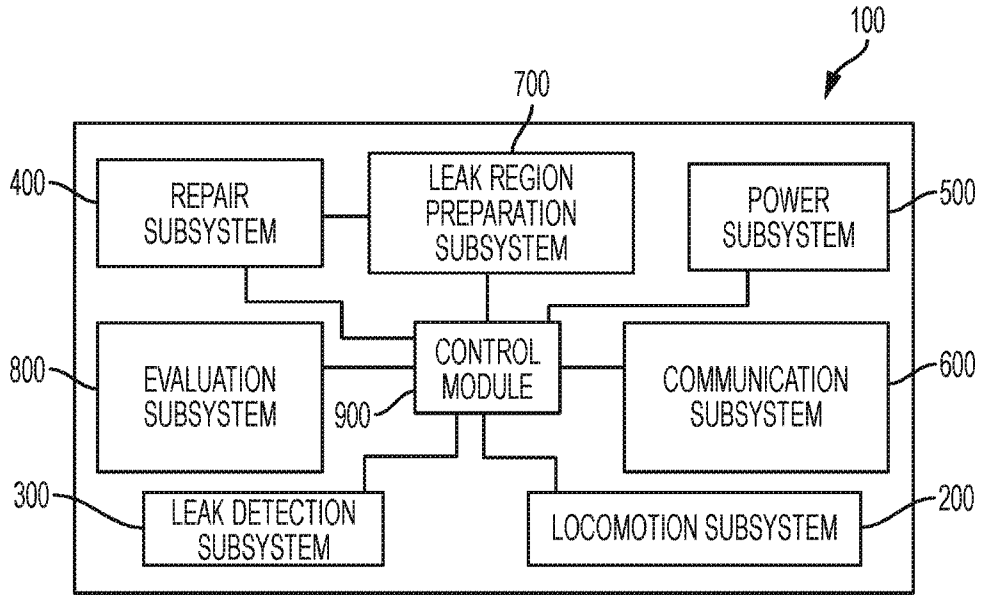 100
700
400
REPAIR
SUBSYSTEM
LEAK REGION
PREPARATION
SUBSYSTEM
POWER
SUBSYSTEM
500
800
EVALUATION
SUBSYSTEM
CONTROL
MODULE
900
COMMUNICATION
SUBSYSTEM
600
300
LEAK DETECTION
SUBSYSTEM
LOCOMOTION SUBSYSTEM
200